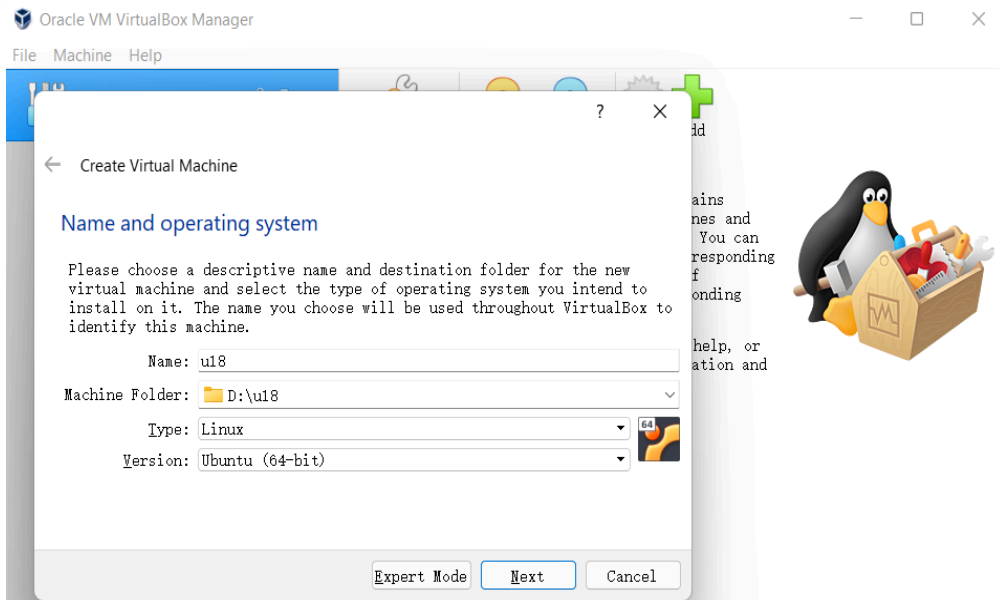 Oracle VM VirtualBox Manager
File Machine Help
?
Create Virtual Machine
Name and operating system
Please choose a descriptive name and destination folder for the new
virtual machine and select the type of operating system you intend to
install on it. The name you choose will be used throughout VirtualBox to
identify this machine.
Name: u18
Machine Folder: D:\u18
Type: Linux
64
Version: Ubuntu (64-bit)
Expert Mode Next Cancel
dd
ains
nes and
You can
responding
f
onding
help, or
ation and